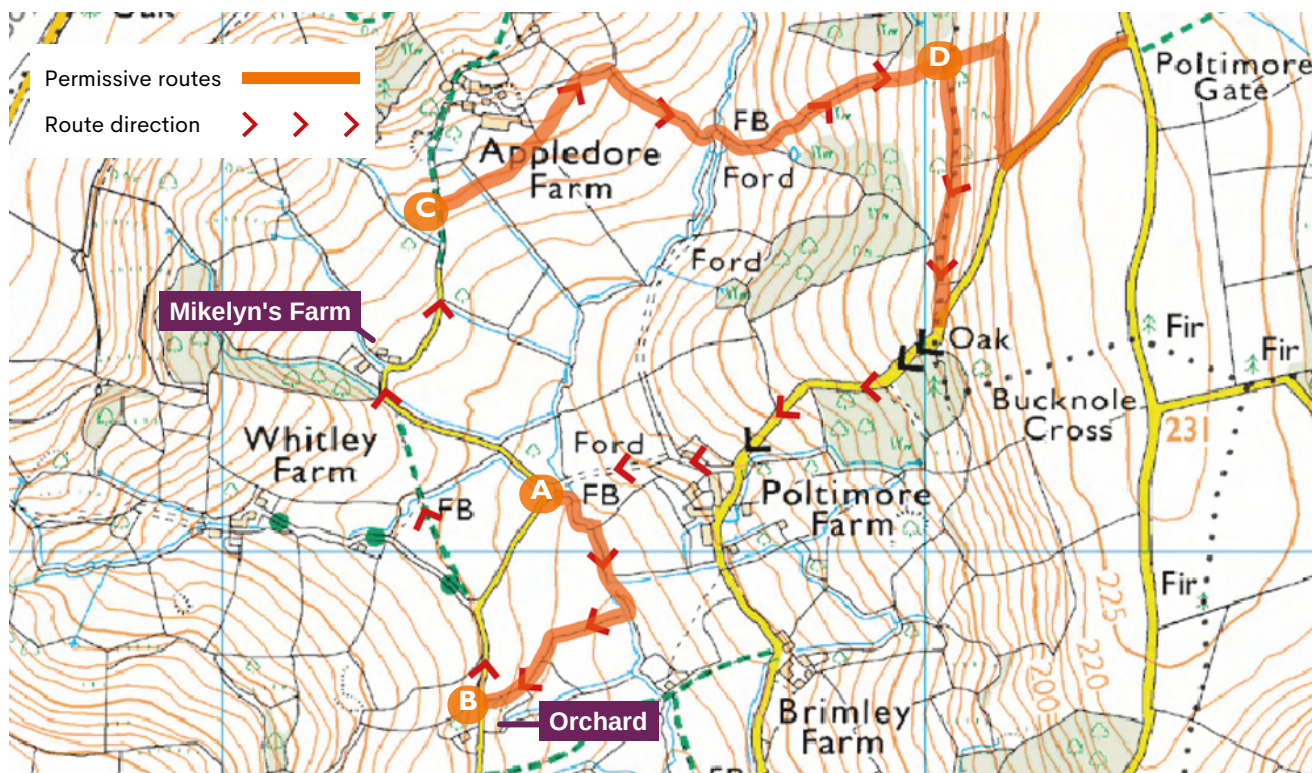 Permissive routes
Route direction
D
Poltimore
Gate
FB
Appledore
Farm
Ford
C
Ford
Mikelyn's Farm
Oak
Fir
Fir
Bucknole
Cross
231
Whitley
Farm
Ford
A
FB
Poltimore
Farm
FB
Fir
225
220
200
B
Orchard
Brimley
Farm
FB